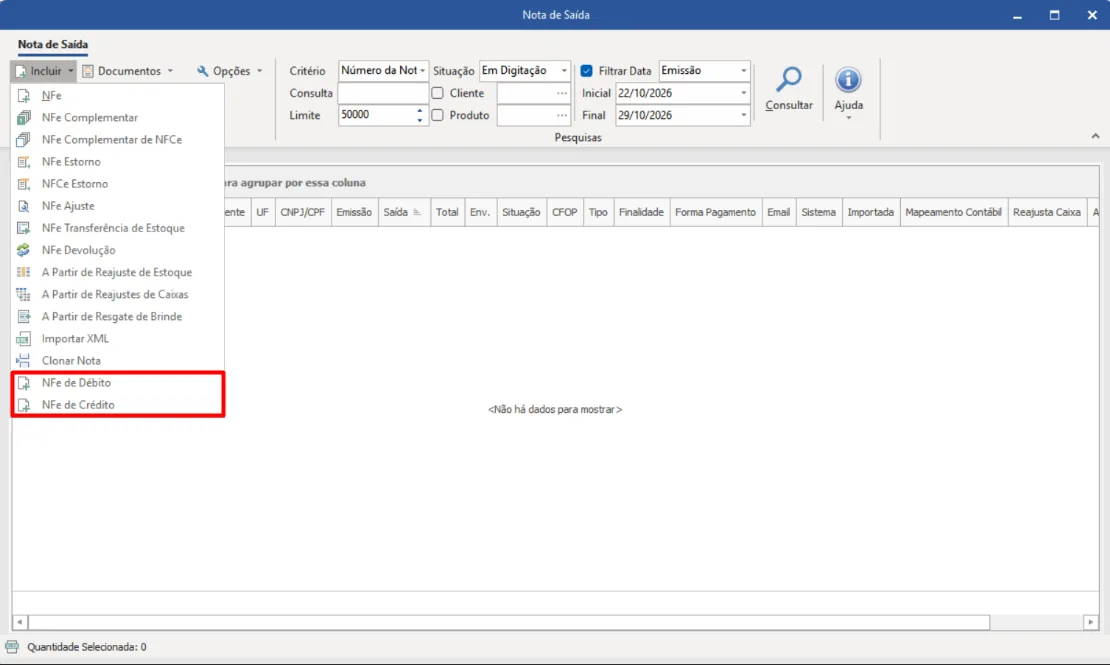 Nota de Saída
Nota de Saída
Incluir Documentos Opções
Critério Número da Not Situação Em Digitação Filtrar Data Emissão
Consulta Cliente ... Inicial 22/10/2026
Limite 50000 Produto ... Final 29/10/2026
Consultar
Ajuda
Pesquisas
NFe
NFe Complementar
NFe Complementar de NFCe
NFe Estorno
NFCe Estorno
NFe Ajuste
NFe Transferência de Estoque
NFe Devolução
A Partir de Reajuste de Estoque
A Partir de Reajustes de Caixas
A Partir de Resgate de Brinde
Importar XML
Clonar Nota
NFe de Débito
NFe de Crédito
ra agrupar por essa coluna
ente UF CNPJ/CPF Emissão Saída Total Env. Situação CFOP Tipo Finalidade Forma Pagamento Email Sistema Importada Mapeamento Contábil Reajusta Caixa A
<Não há dados para mostrar>
Quantidade Selecionada: 0